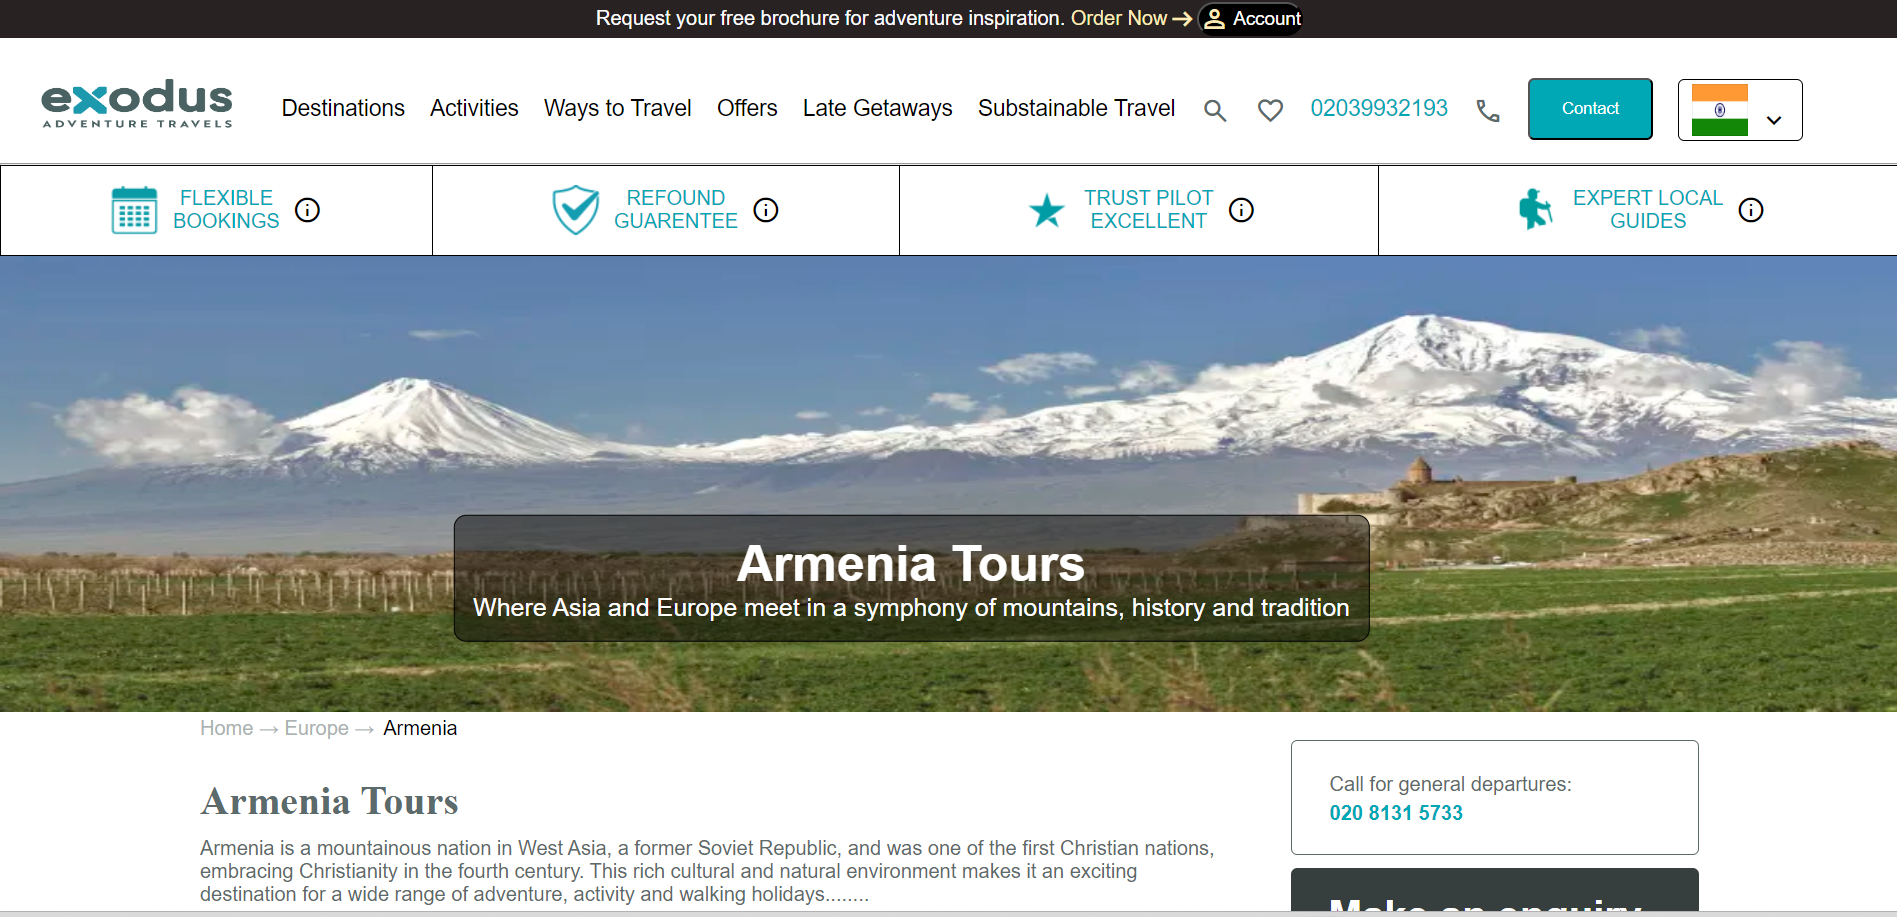 Request your free brochure for adventure inspiration. Order Now → Account
exodus
ADVENTURE TRAVELS
Destinations Activities Ways to Travel Offers Late Getaways Substainable Travel 02039932193 Contact
FLEXIBLE
BOOKINGS
REFOUND
GUARENTEE
TRUST PILOT
EXCELLENT
EXPERT LOCAL
GUIDES
Armenia Tours
Where Asia and Europe meet in a symphony of mountains, history and tradition
Home → Europe → Armenia
Armenia Tours
Armenia is a mountainous nation in West Asia, a former Soviet Republic, and was one of the first Christian nations,
embracing Christianity in the fourth century. This rich cultural and natural environment makes it an exciting
destination for a wide range of adventure, activity and walking holidays........
Call for general departures:
020 8131 5733
Make an enquiry